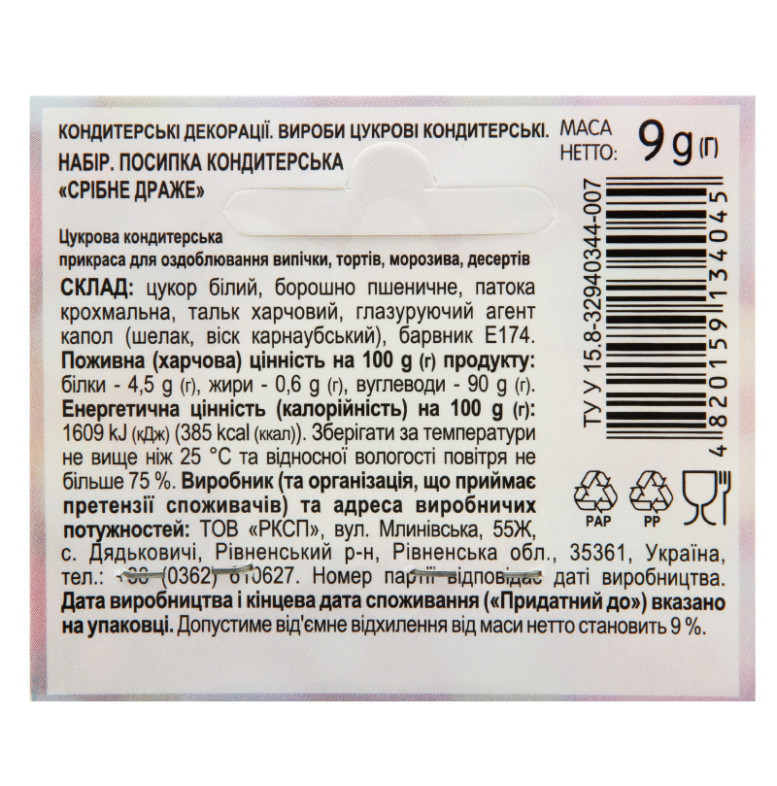 КОНДИТЕРСЬКІ ДЕКОРАЦІЇ. ВИРОБИ ЦУКРОВІ КОНДИТЕРСЬКІ.
НАБІР. ПОСИПКА КОНДИТЕРСЬКА
«СРІБНЕ ДРАЖЕ»
МАСА
НЕТТО:
9 g (Г)
Цукрова кондитерська
прикраса для оздоблювання випічки, тортів, морозива, десертів
СКЛАД: цукор білий, борошно пшеничне, патока
крохмальна, тальк харчовий, глазуруючий агент
капол (шелак, віск карнаубський), барвник Е174.
Поживна (харчова) цінність на 100 g (г) продукту:
білки - 4,5 g (г), жири - 0,6 g (г), вуглеводи - 90 g (г).
Енергетична цінність (калорійність) на 100 g (г):
1609 kJ (кДж) (385 kcal (ккал)). Зберігати за температури
не вище ніж 25 °С та відносної вологості повітря не
більше 75 %. Виробник (та організація, що приймає
претензії споживачів) та адреса виробничих
потужностей: ТОВ «РКСП», вул. Млинівська, 55Ж,
с. Дядьковичі, Рівненський р-н, Рівненська обл., 35361, Україна,
тел.: (0362) 610627. Номер партії відповідає даті виробництва.
Дата виробництва і кінцева дата споживання («Придатний до») вказано
на упаковці. Допустиме від'ємне відхилення від маси нетто становить 9 %.
ТУ У 15.8-32940344-007
4 820159 134045
PAP
PP